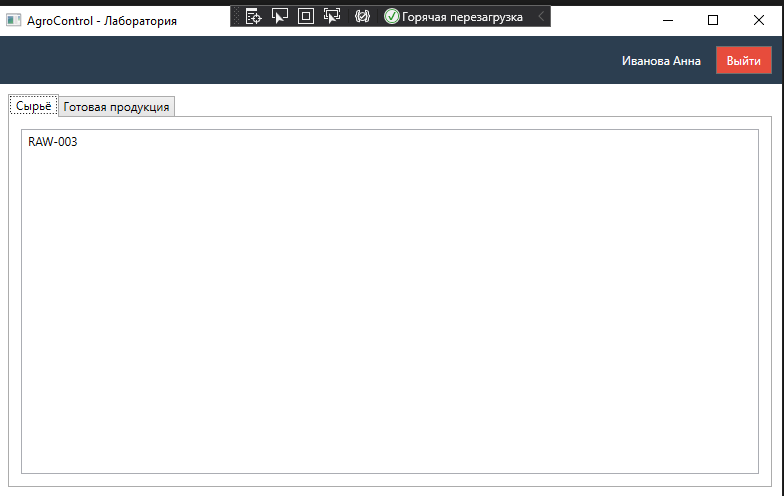 AgroControl - Лаборатория
Горячая перезагрузка
Иванова Анна
Выйти
Сырьё
Готовая продукция
RAW-003